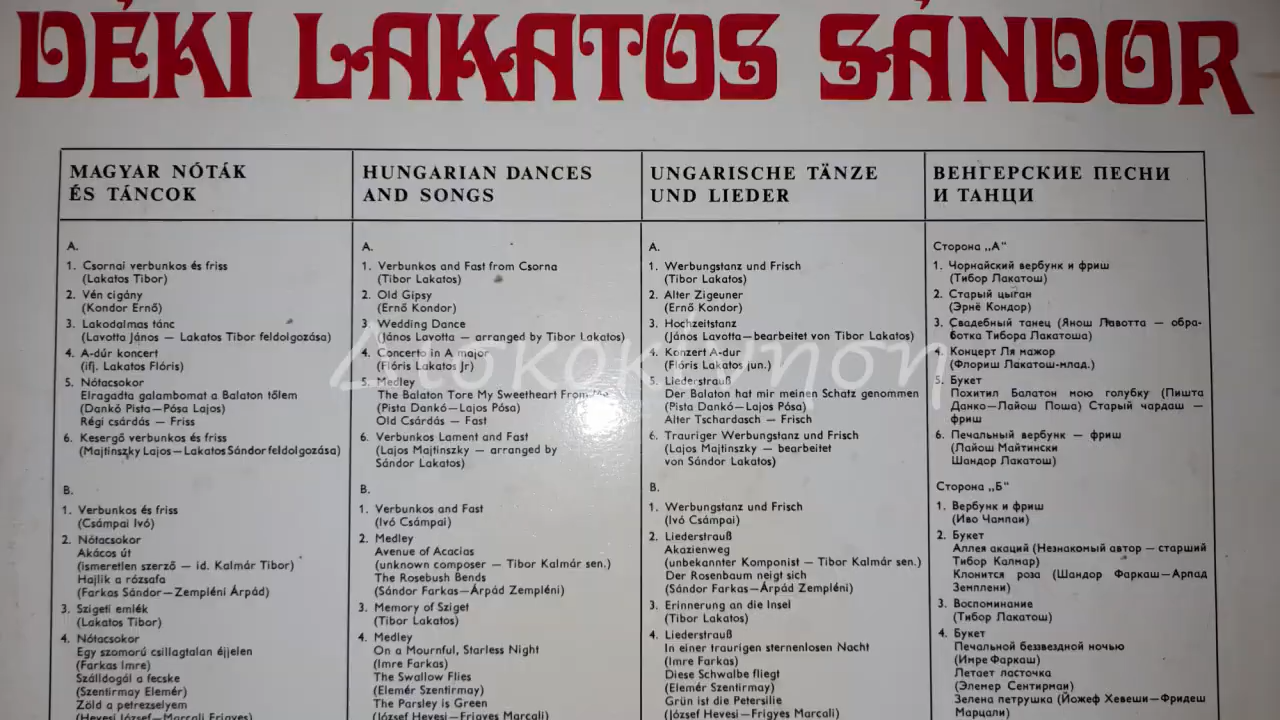 DÉKI LAKATOS SÁNDOR
MAGYAR NÓTÁK
ÉS TÁNCOK
A.
1. Csornai verbunkos és friss
(Lakatos Tibor)
2. Vén cigány
(Kondor Ernő)
3. Lakodalmas tánc
(Lavotta János — Lakatos Tibor feldolgozása)
4. A-dúr koncert
(ifj. Lakatos Flóris)
5. Nótacsokor
Elragadta galambomat a Balaton tőlem
(Dankó Pista—Pósa Lajos)
Régi csárdás — Friss
6. Kesergő verbunkos és friss
(Majtinszky Lajos—Lakatos Sándor feldolgozása)
B.
1. Verbunkos és friss
(Csámpai Ivó)
2. Nótacsokor
Akácos út
(ismeretlen szerző — id. Kalmár Tibor)
Hajlik a rózsafa
(Farkas Sándor—Zempléni Árpád)
3. Szigeti emlék
(Lakatos Tibor)
4. Nótacsokor
Egy szomorú csillagtalan éjjelen
(Farkas Imre)
Szálldogál a fecske
(Szentirmay Elemér)
Zöld a petrezselyem
(Hevesi József—Marcali Frigyes)
HUNGARIAN DANCES
AND SONGS
A.
1. Verbunkos and Fast from Csorna
(Tibor Lakatos)
2. Old Gipsy
(Ernő Kondor)
3. Wedding Dance
(János Lavotta — arranged by Tibor Lakatos)
4. Concerto in A major
(Flóris Lakatos Jr)
5. Medley
The Balaton Tore My Sweetheart From Me
(Pista Dankó—Lajos Pósa)
Old Csárdás — Fast
6. Verbunkos Lament and Fast
(Lajos Majtinszky — arranged by
Sándor Lakatos)
B.
1. Verbunkos and Fast
(Ivó Csámpai)
2. Medley
Avenue of Acacias
(unknown composer — Tibor Kalmár sen.)
The Rosebush Bends
(Sándor Farkas—Árpád Zempléni)
3. Memory of Sziget
(Tibor Lakatos)
4. Medley
On a Mournful, Starless Night
(Imre Farkas)
The Swallow Flies
(Elemér Szentirmay)
The Parsley is Green
(József Hevesi—Frigyes Marcali)
UNGARISCHE TÄNZE
UND LIEDER
A.
1. Werbungstanz und Frisch
(Tibor Lakatos)
2. Alter Zigeuner
(Ernő Kondor)
3. Hochzeitstanz
(János Lavotta—bearbeitet von Tibor Lakatos)
4. Konzert A-dur
(Flóris Lakatos jun.)
5. Liederstrauß
Der Balaton hat mir meinen Schatz genommen
(Pista Dankó—Lajos Pósa)
Alter Tschardasch — Frisch
6. Trauriger Werbungstanz und Frisch
(Lajos Majtinszky — bearbeitet
von Sándor Lakatos)
B.
1. Werbungstanz und Frisch
(Ivó Csámpai)
2. Liederstrauß
Akazienweg
(unbekannter Komponist — Tibor Kalmár sen.)
Der Rosenbaum neigt sich
(Sándor Farkas—Árpád Zempléni)
3. Erinnerung an die Insel
(Tibor Lakatos)
4. Liederstrauß
In einer traurigen sternenlosen Nacht
(Imre Farkas)
Diese Schwalbe fliegt
(Elemér Szentirmay)
Grün ist die Petersilie
(József Hevesi—Frigyes Marcali)
ВЕНГЕРСКИЕ ПЕСНИ
И ТАНЦИ
Сторона „А"
1. Чорнайский вербунк и фриш
(Тибор Лакатош)
2. Старый цыган
(Эрнё Кондор)
3. Свадебный танец (Янош Лавотта — обра-
ботка Тибора Лакатоша)
4. Концерт Ля мажор
(Флориш Лакатош-млад.)
5. Букет
Похитил Балатон мою голубку (Пишта
Данко—Лайош Поша) Старый чардаш —
фриш
6. Печальный вербунк — фриш
(Лайош Майтински
Шандор Лакатош)
Сторона „Б"
1. Вербунк и фриш
(Иво Чампаи)
2. Букет
Аллея акаций (Незнакомый автор — старший
Тибор Калмар)
Клонится роза (Шандор Фаркаш—Арпад
Земплени)
3. Воспоминание
(Тибор Лакатош)
4. Букет
Печальной беззвездной ночью
(Имре Фаркаш)
Летает ласточка
(Элемер Сентирмаи)
Зелена петрушка (Йожеф Хевеши—Фридеш
Марцали)